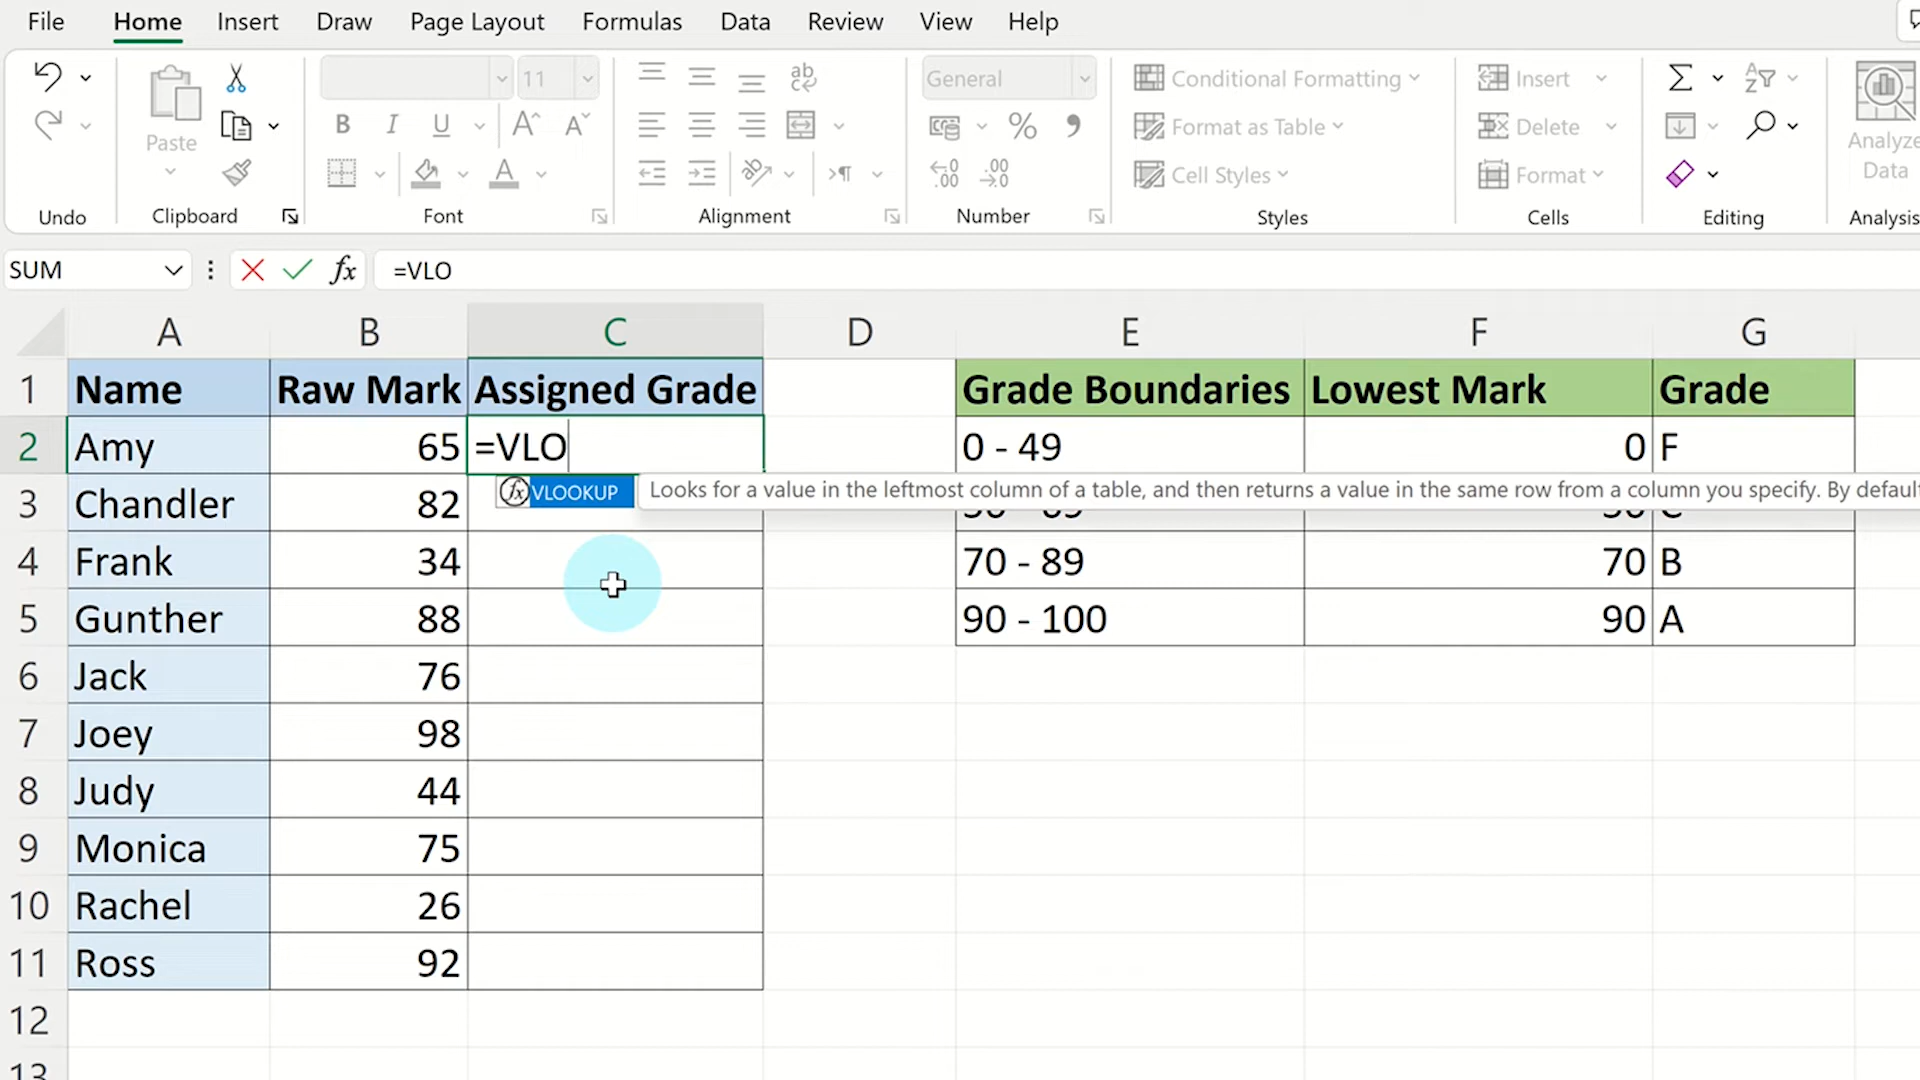 File Home Insert Draw Page Layout Formulas Data Review View Help
11 ab General Conditional Formatting Insert
Paste B I U A A % Format as Table Delete Analyze
A Cell Styles Format Data
Undo Clipboard Font Alignment Number Styles Cells Editing Analysis
SUM fx =VLO
A B C D E F G
1 Name Raw Mark Assigned Grade Grade Boundaries Lowest Mark Grade
2 Amy 65 =VLO 0 - 49 0 F
fx VLOOKUP Looks for a value in the leftmost column of a table, and then returns a value in the same row from a column you specify. By default
3 Chandler 82
4 Frank 34 70 - 89 70 B
5 Gunther 88 90 - 100 90 A
6 Jack 76
7 Joey 98
8 Judy 44
9 Monica 75
10 Rachel 26
11 Ross 92
12
13